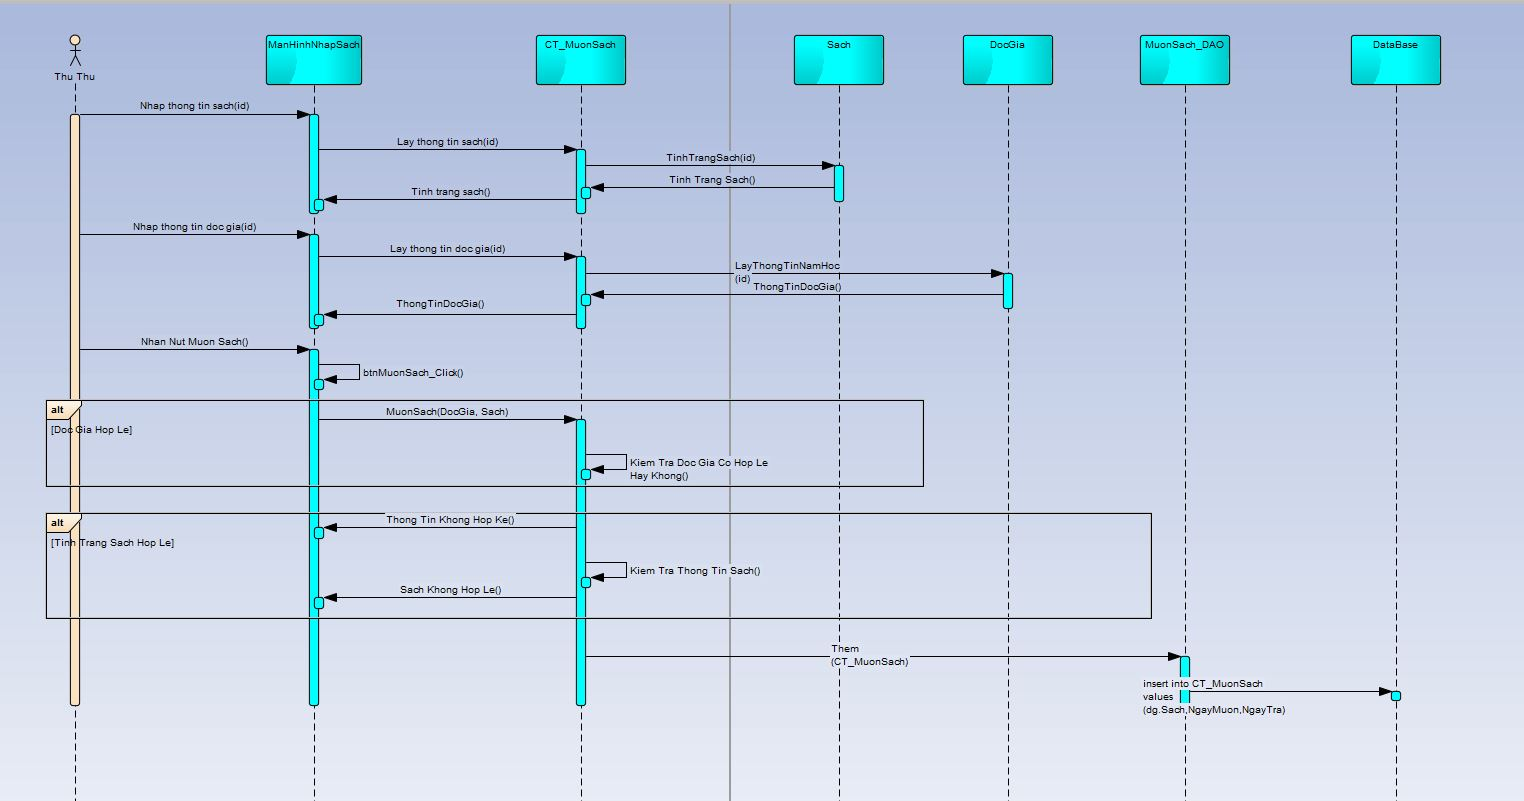 ManHinhNhapSach
CT_MuonSach
Sach
DocGia
MuonSach_DAO
DataBase
Thu Thu
Nhap thong tin sach(id)
Lay thong tin sach(id)
TinhTrangSach(id)
Tinh Trang Sach()
Tinh trang sach()
Nhap thong tin doc gia(id)
Lay thong tin doc gia(id)
LayThongTinNamHoc
(id)
ThongTinDocGia()
ThongTinDocGia()
Nhan Nut Muon Sach()
btnMuonSach_Click()
alt
MuonSach(DocGia, Sach)
[Doc Gia Hop Le]
Kiem Tra Doc Gia Co Hop Le
Hay Khong()
alt
Thong Tin Khong Hop Ke()
[Tinh Trang Sach Hop Le]
Kiem Tra Thong Tin Sach()
Sach Khong Hop Le()
Them
(CT_MuonSach)
insert into CT_MuonSach
values
(dg.Sach,NgayMuon,NgayTra)